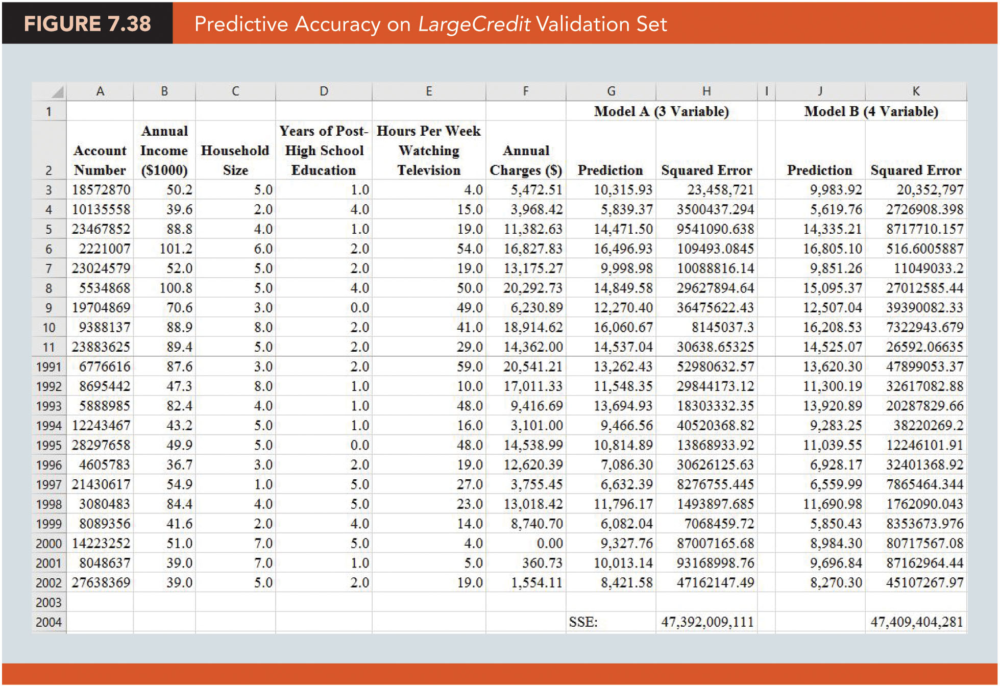 FIGURE 7.38 Predictive Accuracy on LargeCredit Validation Set
A B C D E F G H I J K
1 Model A (3 Variable) Model B (4 Variable)
Annual Years of Post- Hours Per Week
Account Income Household High School Watching Annual
2 Number ($1000) Size Education Television Charges ($) Prediction Squared Error Prediction Squared Error
3 18572870 50.2 5.0 1.0 4.0 5,472.51 10,315.93 23,458,721 9,983.92 20,352,797
4 10135558 39.6 2.0 4.0 15.0 3,968.42 5,839.37 3500437.294 5,619.76 2726908.398
5 23467852 88.8 4.0 1.0 19.0 11,382.63 14,471.50 9541090.638 14,335.21 8717710.157
6 2221007 101.2 6.0 2.0 54.0 16,827.83 16,496.93 109493.0845 16,805.10 516.6005887
7 23024579 52.0 5.0 2.0 19.0 13,175.27 9,998.98 10088816.14 9,851.26 11049033.2
8 5534868 100.8 5.0 4.0 50.0 20,292.73 14,849.58 29627894.64 15,095.37 27012585.44
9 19704869 70.6 3.0 0.0 49.0 6,230.89 12,270.40 36475622.43 12,507.04 39390082.33
10 9388137 88.9 8.0 2.0 41.0 18,914.62 16,060.67 8145037.3 16,208.53 7322943.679
11 23883625 89.4 5.0 2.0 29.0 14,362.00 14,537.04 30638.65325 14,525.07 26592.06635
1991 6776616 87.6 3.0 2.0 59.0 20,541.21 13,262.43 52980632.57 13,620.30 47899053.37
1992 8695442 47.3 8.0 1.0 10.0 17,011.33 11,548.35 29844173.12 11,300.19 32617082.88
1993 5888985 82.4 4.0 1.0 48.0 9,416.69 13,694.93 18303332.35 13,920.89 20287829.66
1994 12243467 43.2 5.0 1.0 16.0 3,101.00 9,466.56 40520368.82 9,283.25 38220269.2
1995 28297658 49.9 5.0 0.0 48.0 14,538.99 10,814.89 13868933.92 11,039.55 12246101.91
1996 4605783 36.7 3.0 2.0 19.0 12,620.39 7,086.30 30626125.63 6,928.17 32401368.92
1997 21430617 54.9 1.0 5.0 27.0 3,755.45 6,632.39 8276755.445 6,559.99 7865464.344
1998 3080483 84.4 4.0 5.0 23.0 13,018.42 11,796.17 1493897.685 11,690.98 1762090.043
1999 8089356 41.6 2.0 4.0 14.0 8,740.70 6,082.04 7068459.72 5,850.43 8353673.976
2000 14223252 51.0 7.0 5.0 4.0 0.00 9,327.76 87007165.68 8,984.30 80717567.08
2001 8048637 39.0 7.0 1.0 5.0 360.73 10,013.14 93168998.76 9,696.84 87162964.44
2002 27638369 39.0 5.0 2.0 19.0 1,554.11 8,421.58 47162147.49 8,270.30 45107267.97
2003
2004 SSE: 47,392,009,111 47,409,404,281